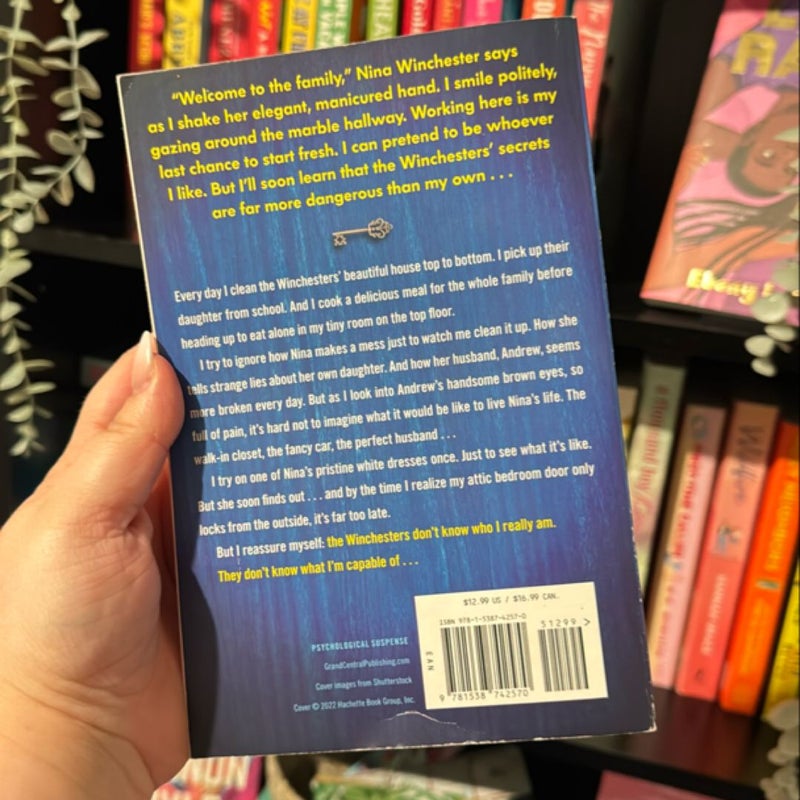 "Welcome to the family," Nina Winchester says
as I shake her elegant, manicured hand. I smile politely,
gazing around the marble hallway. Working here is my
last chance to start fresh. I can pretend to be whoever
I like. But I'll soon learn that the Winchesters' secrets
are far more dangerous than my own . . .
Every day I clean the Winchesters' beautiful house top to bottom. I pick up their
daughter from school. And I cook a delicious meal for the whole family before
heading up to eat alone in my tiny room on the top floor.
I try to ignore how Nina makes a mess just to watch me clean it up. How she
tells strange lies about her own daughter. And how her husband, Andrew, seems
more broken every day. But as I look into Andrew's handsome brown eyes, so
full of pain, it's hard not to imagine what it would be like to live Nina's life. The
walk-in closet, the fancy car, the perfect husband . . .
I try on one of Nina's pristine white dresses once. Just to see what it's like.
But she soon finds out . . . and by the time I realize my attic bedroom door only
locks from the outside, it's far too late.
But I reassure myself: the Winchesters don't know who I really am.
They don't know what I'm capable of . . .
$12.99 US / $16.99 CAN.
ISBN 978-1-5387-4257-0
51299 >
EAN
9 781538 742570
PSYCHOLOGICAL SUSPENSE
GrandCentralPublishing.com
Cover images from Shutterstock
Cover © 2022 Hachette Book Group, Inc.